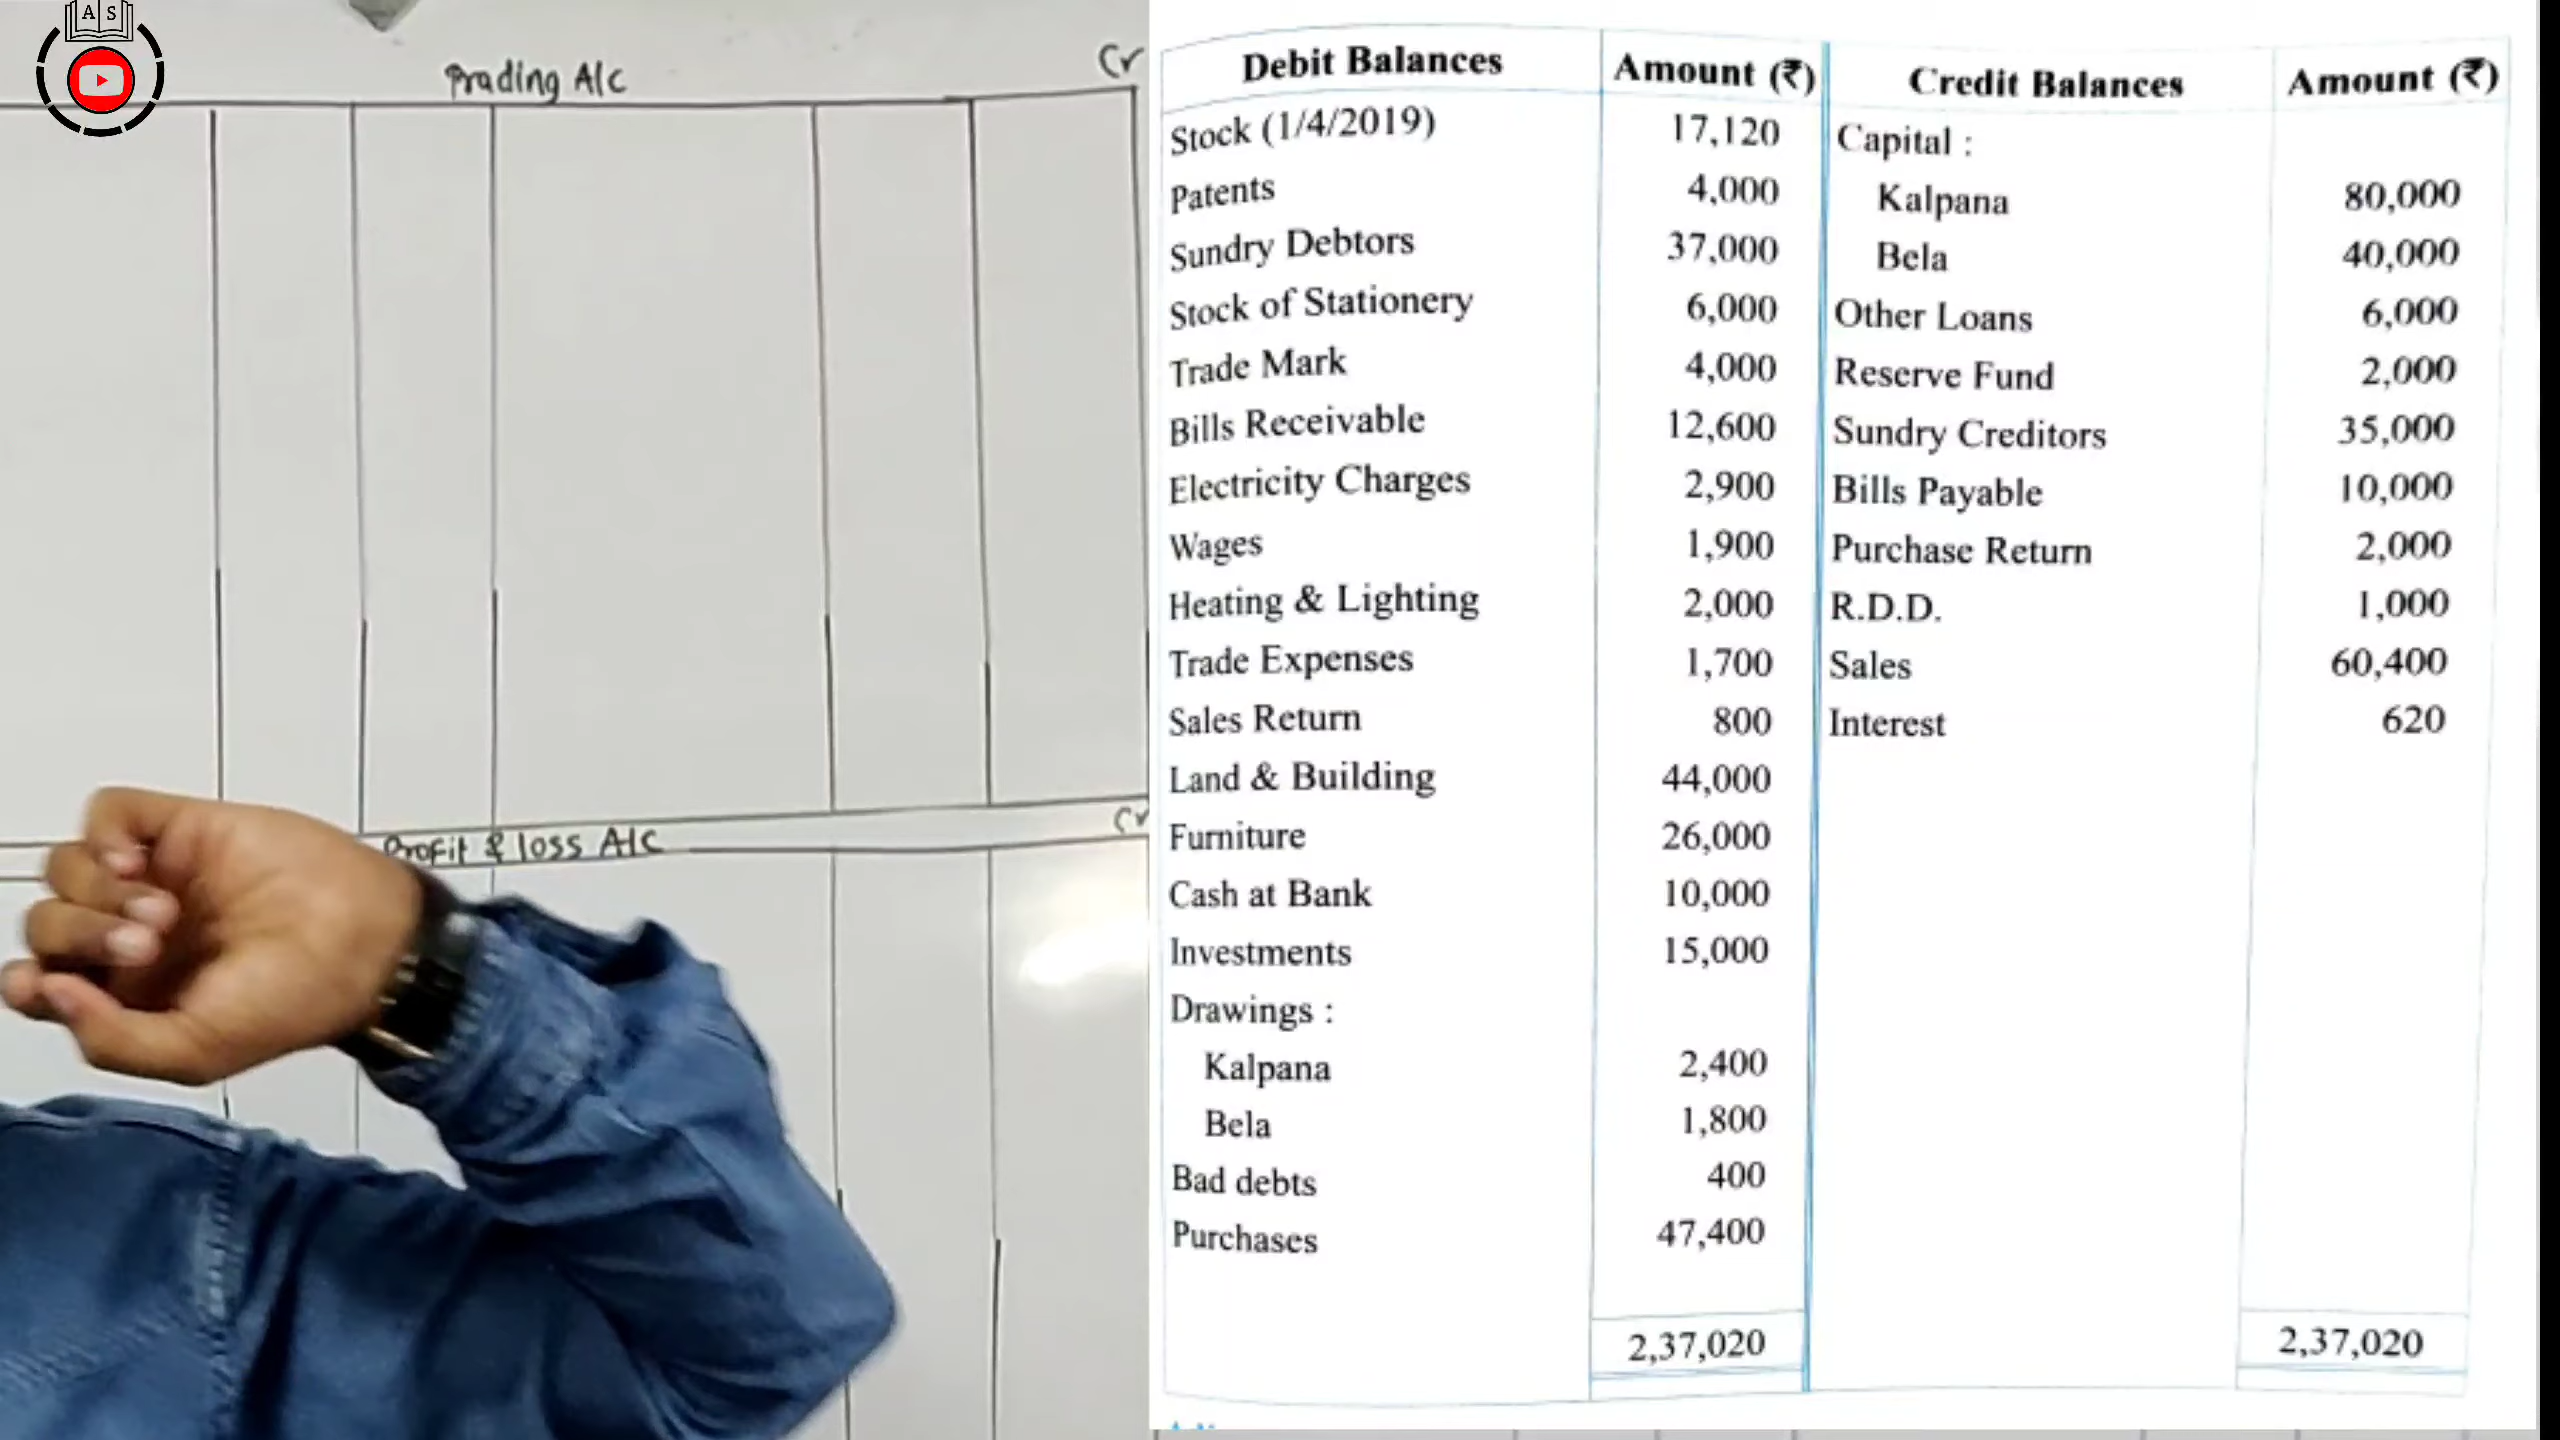 A S
Trading A/C
Cr
Profit & loss A/C
Cr
Debit Balances Amount (₹) Credit Balances Amount (₹)
Stock (1/4/2019) 17,120 Capital :
Patents 4,000 Kalpana 80,000
Sundry Debtors 37,000 Bela 40,000
Stock of Stationery 6,000 Other Loans 6,000
Trade Mark 4,000 Reserve Fund 2,000
Bills Receivable 12,600 Sundry Creditors 35,000
Electricity Charges 2,900 Bills Payable 10,000
Wages 1,900 Purchase Return 2,000
Heating & Lighting 2,000 R.D.D. 1,000
Trade Expenses 1,700 Sales 60,400
Sales Return 800 Interest 620
Land & Building 44,000
Furniture 26,000
Cash at Bank 10,000
Investments 15,000
Drawings :
Kalpana 2,400
Bela 1,800
Bad debts 400
Purchases 47,400
2,37,020 2,37,020